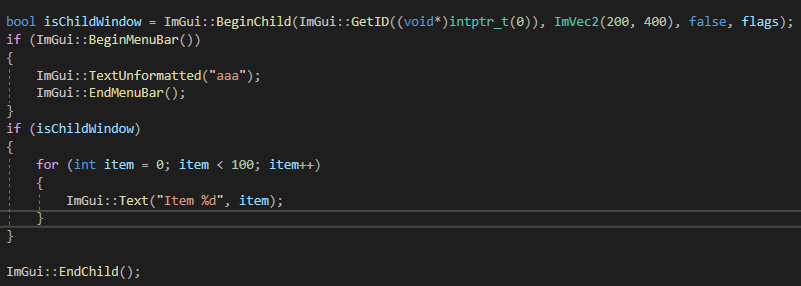 bool isChildWindow = ImGui::BeginChild(ImGui::GetID((void*)intptr_t(0)), ImVec2(200, 400), false, flags);
if (ImGui::BeginMenuBar())
{
    ImGui::TextUnformatted("aaa");
    ImGui::EndMenuBar();
}
if (isChildWindow)
{
    for (int item = 0; item < 100; item++)
    {
        ImGui::Text("Item %d", item);
    }
}

ImGui::EndChild();